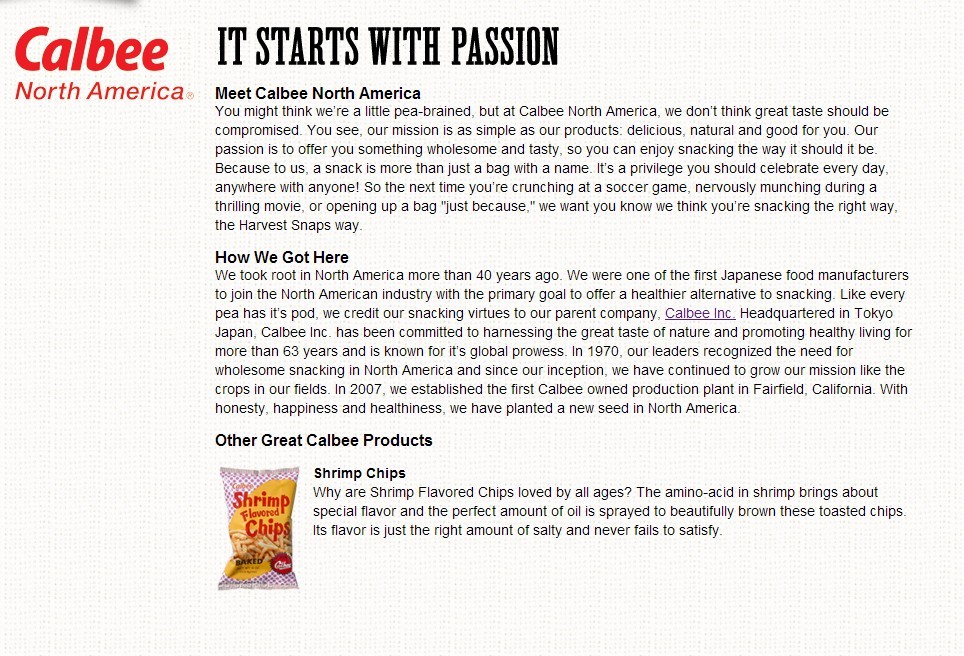 Calbee
North America®
IT STARTS WITH PASSION
Meet Calbee North America
You might think we're a little pea-brained, but at Calbee North America, we don't think great taste should be
compromised. You see, our mission is as simple as our products: delicious, natural and good for you. Our
passion is to offer you something wholesome and tasty, so you can enjoy snacking the way it should it be.
Because to us, a snack is more than just a bag with a name. It's a privilege you should celebrate every day,
anywhere with anyone! So the next time you're crunching at a soccer game, nervously munching during a
thrilling movie, or opening up a bag "just because," we want you know we think you're snacking the right way,
the Harvest Snaps way.
How We Got Here
We took root in North America more than 40 years ago. We were one of the first Japanese food manufacturers
to join the North American industry with the primary goal to offer a healthier alternative to snacking. Like every
pea has it's pod, we credit our snacking virtues to our parent company, Calbee Inc. Headquartered in Tokyo
Japan, Calbee Inc. has been committed to harnessing the great taste of nature and promoting healthy living for
more than 63 years and is known for it's global prowess. In 1970, our leaders recognized the need for
wholesome snacking in North America and since our inception, we have continued to grow our mission like the
crops in our fields. In 2007, we established the first Calbee owned production plant in Fairfield, California. With
honesty, happiness and healthiness, we have planted a new seed in North America.
Other Great Calbee Products
Calbee
Shrimp
Flavored
Chips
BAKED
Calbee
Shrimp Chips
Why are Shrimp Flavored Chips loved by all ages? The amino-acid in shrimp brings about
special flavor and the perfect amount of oil is sprayed to beautifully brown these toasted chips.
Its flavor is just the right amount of salty and never fails to satisfy.